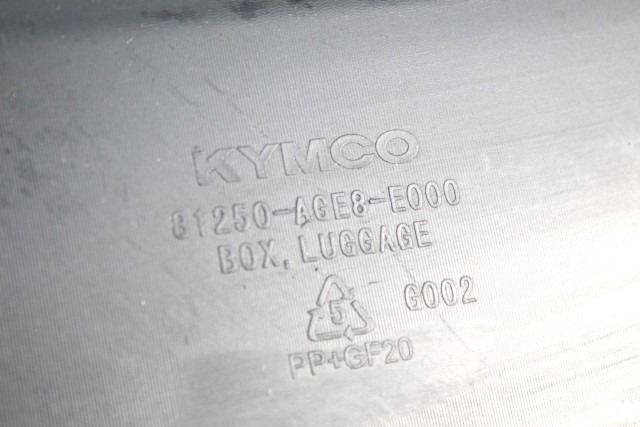 KYMCO
81250-AGE8-E000
BOX, LUGGAGE
5 G002
PP+GF20